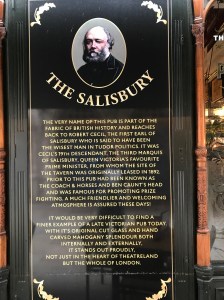 THE SALISBURY
THE VERY NAME OF THIS PUB IS PART OF THE
FABRIC OF BRITISH HISTORY AND REACHES
BACK TO ROBERT CECIL, THE FIRST EARL OF
SALISBURY WHO IS SAID TO HAVE BEEN
THE WISEST MAN IN TUDOR POLITICS. IT WAS
CECIL'S 19TH DESCENDANT, THE THIRD MARQUIS
OF SALISBURY, QUEEN VICTORIA'S FAVOURITE
PRIME MINISTER, FROM WHOM THE SITE OF
THE TAVERN WAS ORIGINALLY LEASED IN 1892.
PRIOR TO THIS PUB HAD BEEN KNOWN AS
THE COACH & HORSES AND BEN CAUNT'S HEAD
AND WAS FAMOUS FOR PROMOTING PRIZE
FIGHTING, A MUCH FRIENDLIER AND WELCOMING
ATMOSPHERE IS ASSURED THESE DAYS!
IT WOULD BE VERY DIFFICULT TO FIND A
FINER EXAMPLE OF A LATE VICTORIAN PUB TODAY.
WITH IT'S ORIGINAL CUT GLASS AND HAND
CARVED MAHOGANY SPLENDOUR BOTH
INTERNALLY AND EXTERNALLY.
IT STANDS OUT PROUDLY,
NOT JUST IN THE HEART OF THEATRELAND
BUT THE WHOLE OF LONDON.